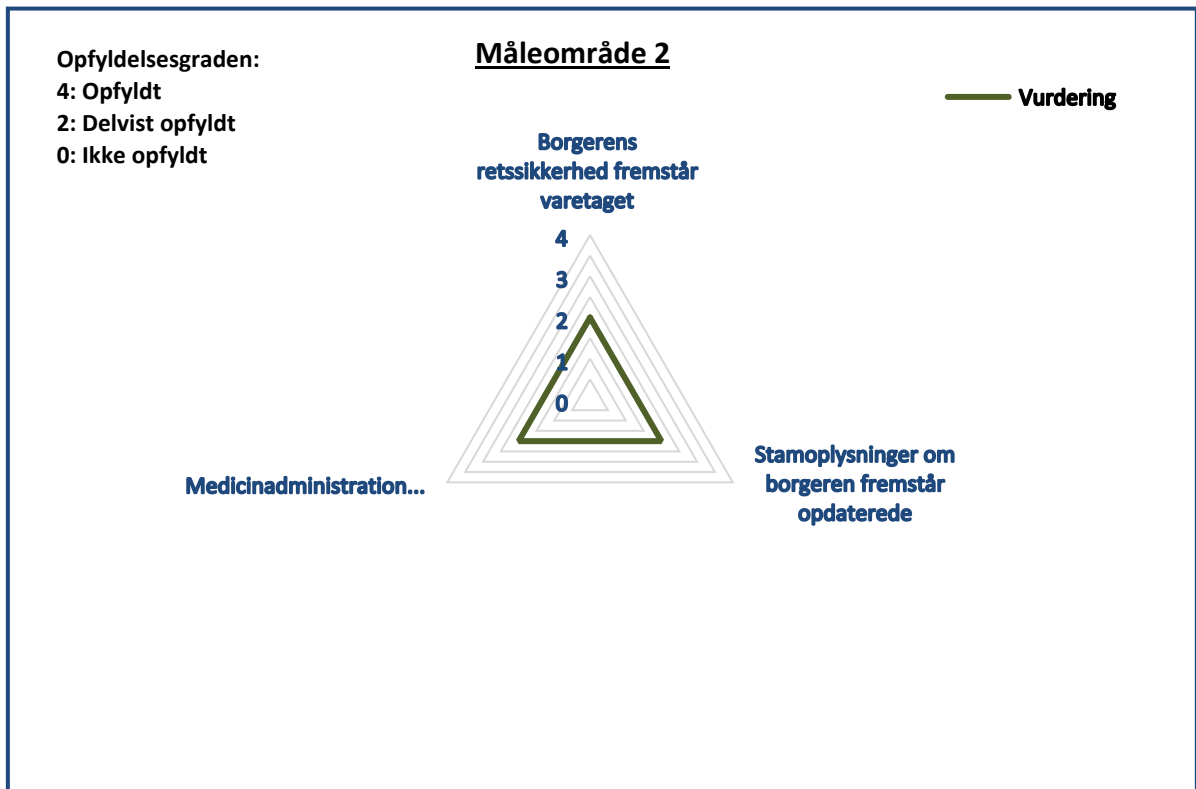 Måleområde 2
Opfyldelsesgraden:
4: Opfyldt
2: Delvist opfyldt
0: Ikke opfyldt
Vurdering
Borgerens
retssikkerhed fremstår
varetaget
4
3
2
1
0
Stamoplysninger om
borgeren fremstår
opdaterede
Medicinadministration...